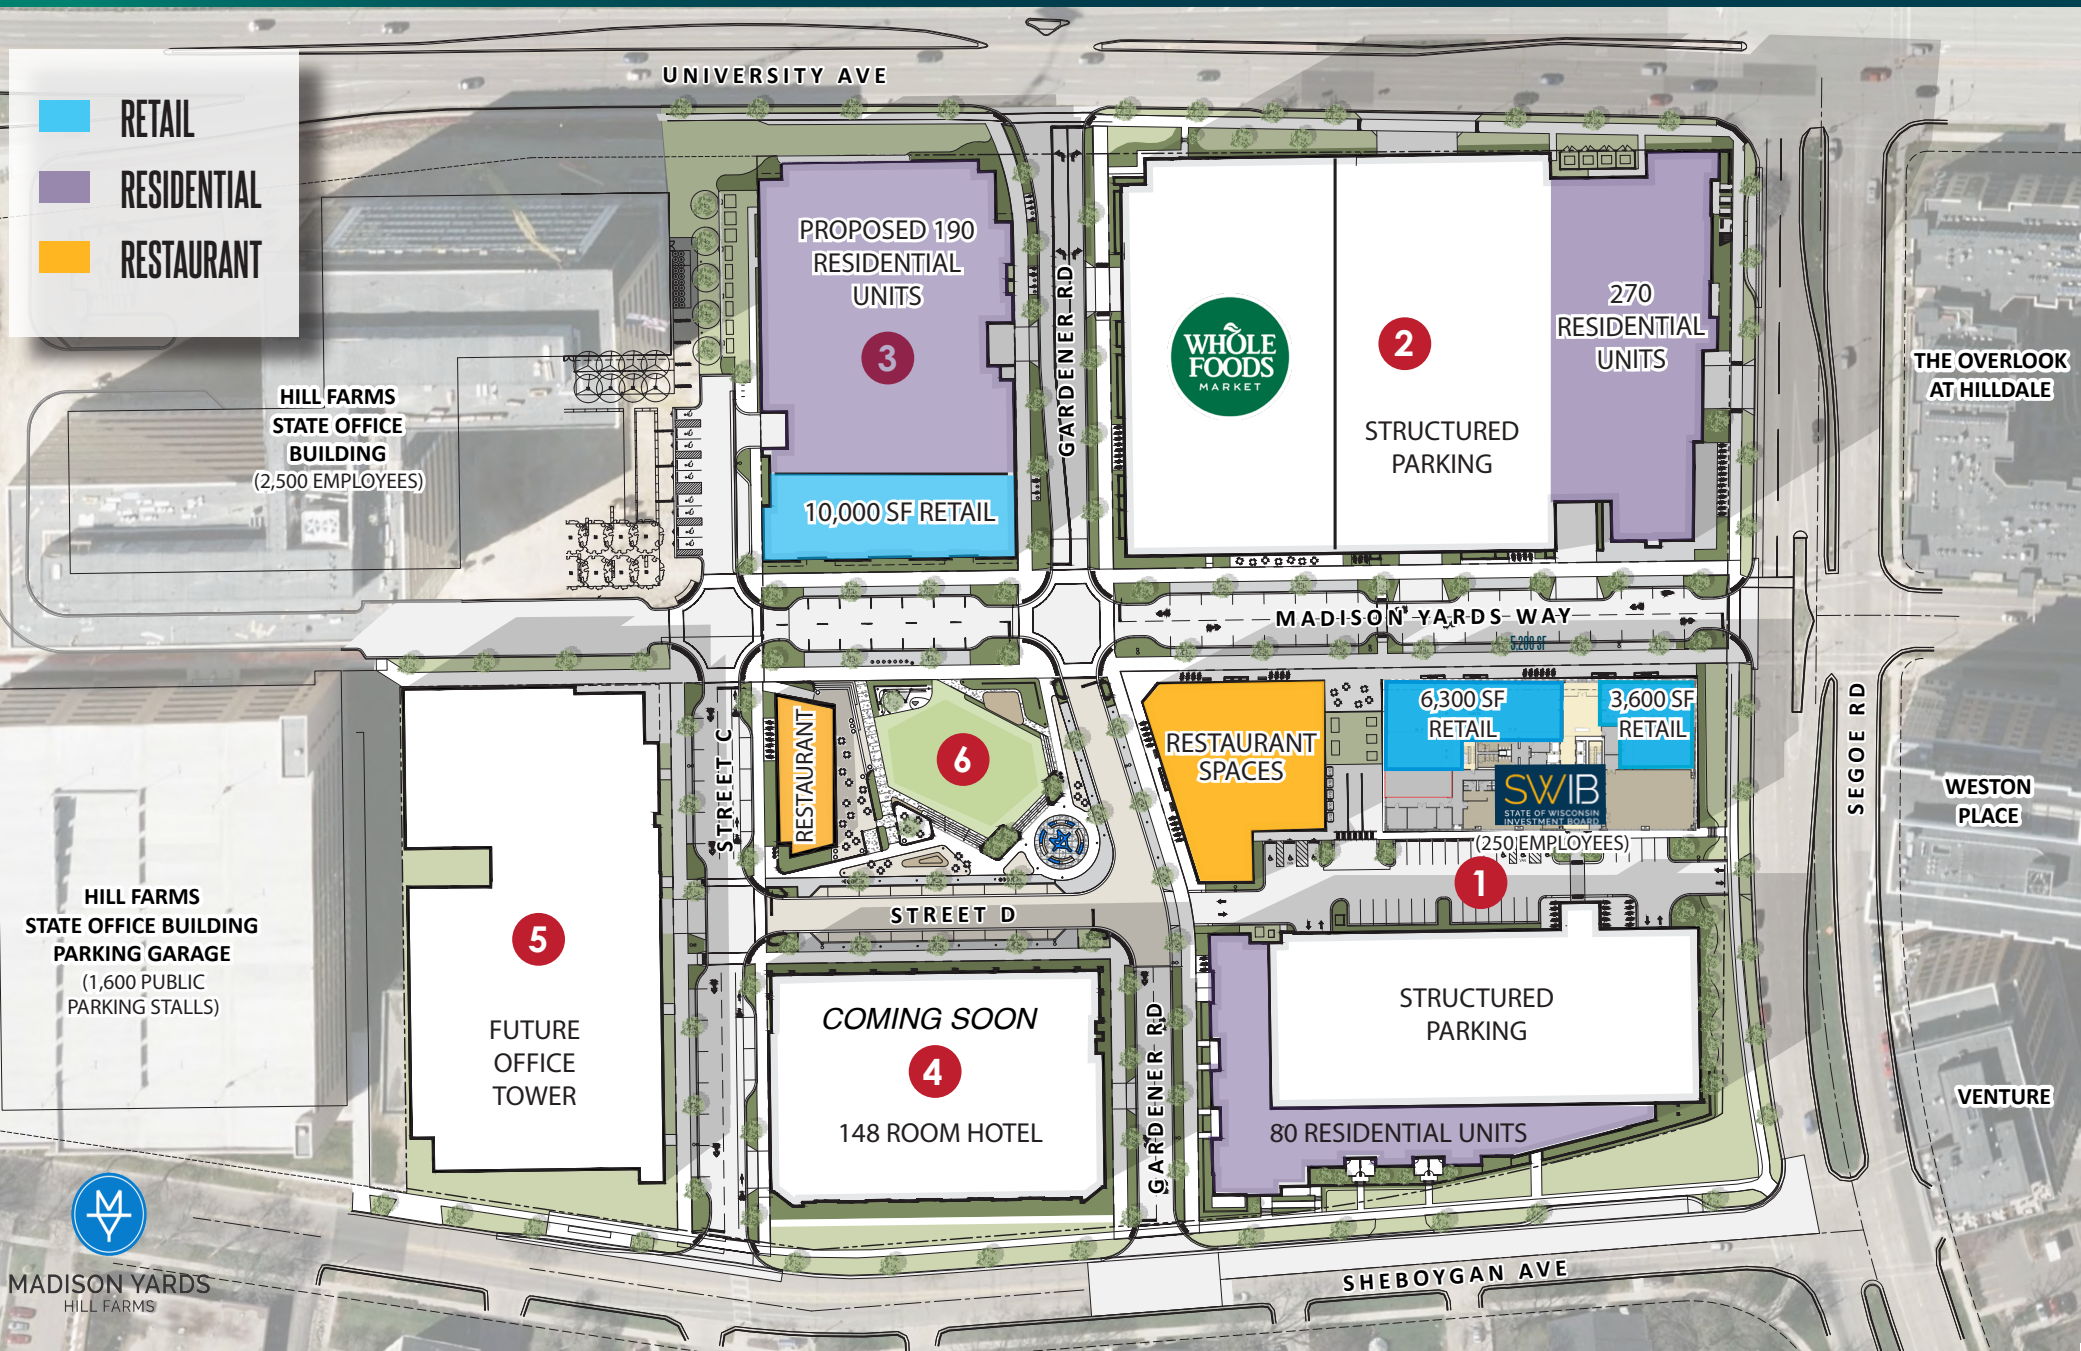 UNIVERSITY AVE
RETAIL
RESIDENTIAL
RESTAURANT
PROPOSED 190
RESIDENTIAL
UNITS
3
10,000 SF RETAIL
GARDENER RD
WHOLE
FOODS
MARKET
2
STRUCTURED
PARKING
270
RESIDENTIAL
UNITS
THE OVERLOOK
AT HILLDALE
HILL FARMS
STATE OFFICE
BUILDING
(2,500 EMPLOYEES)
MADISON YARDS WAY
5,200 SF
RESTAURANT
6
RESTAURANT
SPACES
6,300 SF
RETAIL
3,600 SF
RETAIL
SWIB
STATE OF WISCONSIN
INVESTMENT BOARD
(250 EMPLOYEES)
1
STREET C
SEGOE RD
WESTON
PLACE
HILL FARMS
STATE OFFICE BUILDING
PARKING GARAGE
(1,600 PUBLIC
PARKING STALLS)
5
FUTURE
OFFICE
TOWER
STREET D
COMING SOON
4
148 ROOM HOTEL
GARDENER RD
STRUCTURED
PARKING
80 RESIDENTIAL UNITS
VENTURE
MY
MADISON YARDS
HILL FARMS
SHEBOYGAN AVE